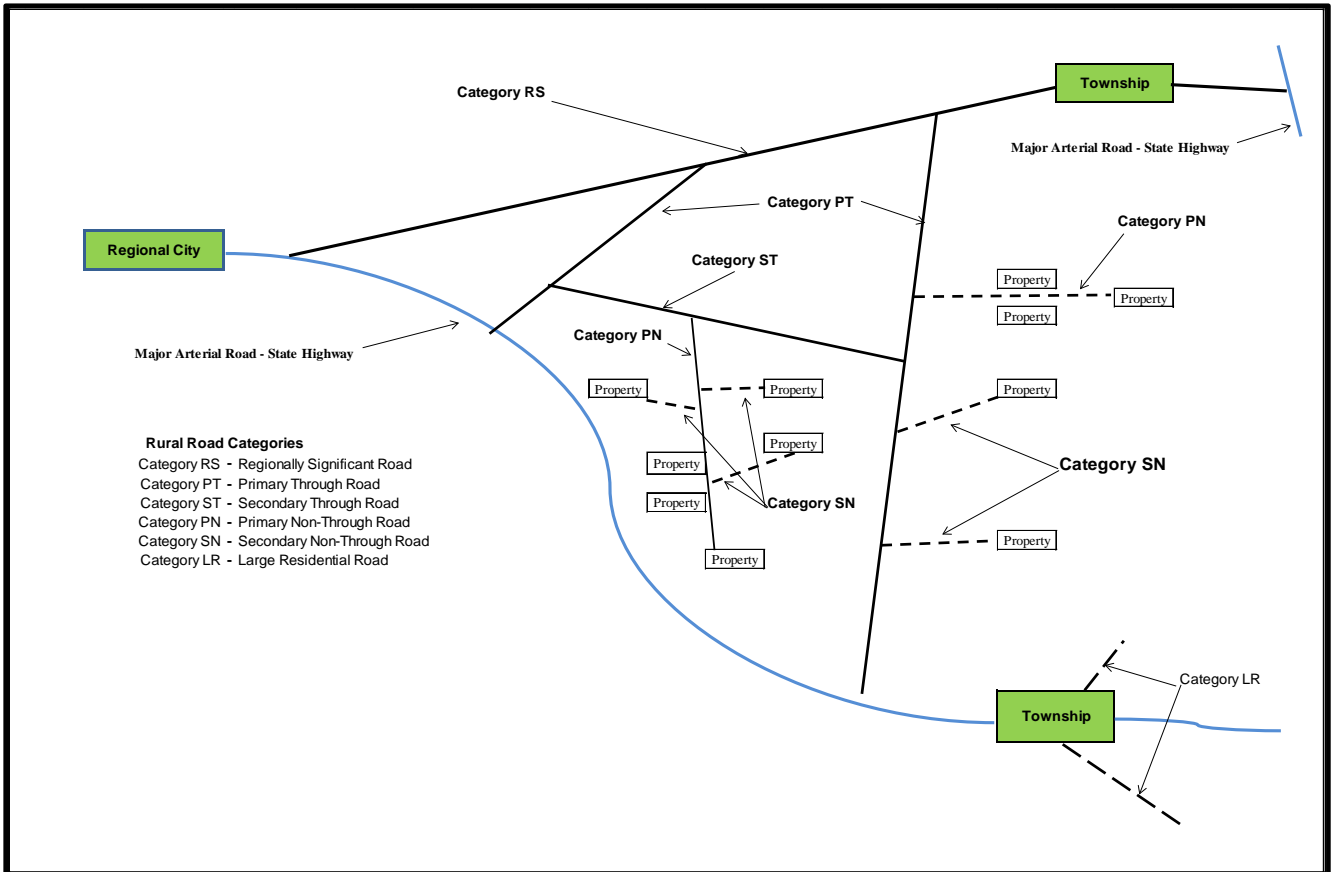 Township
Category RS
Major Arterial Road - State Highway
Category PT
Category PN
Regional City
Category ST
Property
Property
Property
Category PN
Major Arterial Road - State Highway
Property
Property
Property
Property
Property
Category SN
Property
Category SN
Property
Property
Rural Road Categories
Category RS - Regionally Significant Road
Category PT - Primary Through Road
Category ST - Secondary Through Road
Category PN - Primary Non-Through Road
Category SN - Secondary Non-Through Road
Category LR - Large Residential Road
Category LR
Township